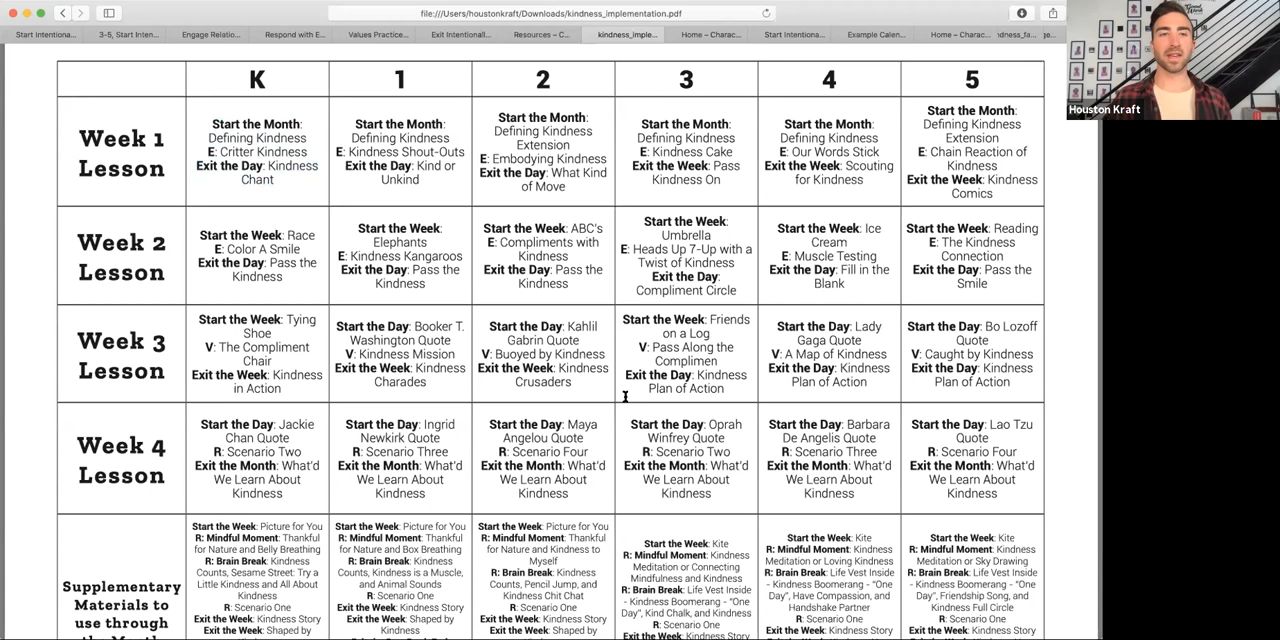 file:///Users/houstonkraft/Downloads/kindness_implementation.pdf
Start Intentiona...
3-5, Start Inten...
Engage Relatio...
Respond with E...
Values Practice...
Exit Intentionall...
Resources – C...
kindness_imple...
Home – Charac...
Start Intentiona...
Example Calen...
Home – Charac...
Houston Kraft
K
1
2
3
4
5
Week 1
Lesson
Start the Month:
Defining Kindness
E: Critter Kindness
Exit the Day: Kindness
Chant
Start the Month:
Defining Kindness
E: Kindness Shout-Outs
Exit the Day: Kind or
Unkind
Start the Month:
Defining Kindness
Extension
E: Embodying Kindness
Exit the Day: What Kind
of Move
Start the Month:
Defining Kindness
E: Kindness Cake
Exit the Week: Pass
Kindness On
Start the Month:
Defining Kindness
E: Our Words Stick
Exit the Week: Scouting
for Kindness
Start the Month:
Defining Kindness
Extension
E: Chain Reaction of
Kindness
Exit the Week: Kindness
Comics
Week 2
Lesson
Start the Week: Race
E: Color A Smile
Exit the Day: Pass the
Kindness
Start the Week:
Elephants
E: Kindness Kangaroos
Exit the Day: Pass the
Kindness
Start the Week: ABC's
E: Compliments with
Kindness
Exit the Day: Pass the
Kindness
Start the Week:
Umbrella
E: Heads Up 7-Up with a
Twist of Kindness
Exit the Day:
Compliment Circle
Start the Week: Ice
Cream
E: Muscle Testing
Exit the Day: Fill in the
Blank
Start the Week: Reading
E: The Kindness
Connection
Exit the Day: Pass the
Smile
Week 3
Lesson
Start the Week: Tying
Shoe
V: The Compliment
Chair
Exit the Week: Kindness
in Action
Start the Day: Booker T.
Washington Quote
V: Kindness Mission
Exit the Week: Kindness
Charades
Start the Day: Kahlil
Gabrin Quote
V: Buoyed by Kindness
Exit the Week: Kindness
Crusaders
Start the Week: Friends
on a Log
V: Pass Along the
Complimen
Exit the Day: Kindness
Plan of Action
Start the Day: Lady
Gaga Quote
V: A Map of Kindness
Exit the Day: Kindness
Plan of Action
Start the Day: Bo Lozoff
Quote
V: Caught by Kindness
Exit the Day: Kindness
Plan of Action
Week 4
Lesson
Start the Day: Jackie
Chan Quote
R: Scenario Two
Exit the Month: What'd
We Learn About
Kindness
Start the Day: Ingrid
Newkirk Quote
R: Scenario Three
Exit the Month: What'd
We Learn About
Kindness
Start the Day: Maya
Angelou Quote
R: Scenario Four
Exit the Month: What'd
We Learn About
Kindness
Start the Day: Oprah
Winfrey Quote
R: Scenario Two
Exit the Month: What'd
We Learn About
Kindness
Start the Day: Barbara
De Angelis Quote
R: Scenario Three
Exit the Month: What'd
We Learn About
Kindness
Start the Day: Lao Tzu
Quote
R: Scenario Four
Exit the Month: What'd
We Learn About
Kindness
Supplementary
Materials to
use through
the Month
Start the Week: Picture for You
R: Mindful Moment: Thankful
for Nature and Belly Breathing
R: Brain Break: Kindness
Counts, Sesame Street: Try a
Little Kindness and All About
Kindness
R: Scenario One
Exit the Week: Kindness Story
Exit the Week: Shaped by
Start the Week: Picture for You
R: Mindful Moment: Thankful
for Nature and Box Breathing
R: Brain Break: Kindness
Counts, Kindness is a Muscle,
and Animal Sounds
R: Scenario One
Exit the Week: Kindness Story
Exit the Week: Shaped by
Kindness
Start the Week: Picture for You
R: Mindful Moment: Thankful
for Nature and Kindness to
Myself
R: Brain Break: Kindness
Counts, Pencil Jump, and
Kindness Chit Chat
R: Scenario One
Exit the Week: Kindness Story
Exit the Week: Shaped by
Start the Week: Kite
R: Mindful Moment: Kindness
Meditation or Connecting
Mindfulness and Kindness
R: Brain Break: Life Vest Inside
- Kindness Boomerang - "One
Day", Kind Chalk, and Kindness
R: Scenario One
Exit the Week: Kindness Story
Start the Week: Kite
R: Mindful Moment: Kindness
Meditation or Loving Kindness
R: Brain Break: Life Vest Inside
- Kindness Boomerang - "One
Day", Have Compassion, and
Handshake Partner
R: Scenario One
Exit the Week: Kindness Story
Start the Week: Kite
R: Mindful Moment: Kindness
Meditation or Sky Drawing
R: Brain Break: Life Vest Inside
- Kindness Boomerang - "One
Day", Friendship Song, and
Kindness Full Circle
R: Scenario One
Exit the Week: Kindness Story